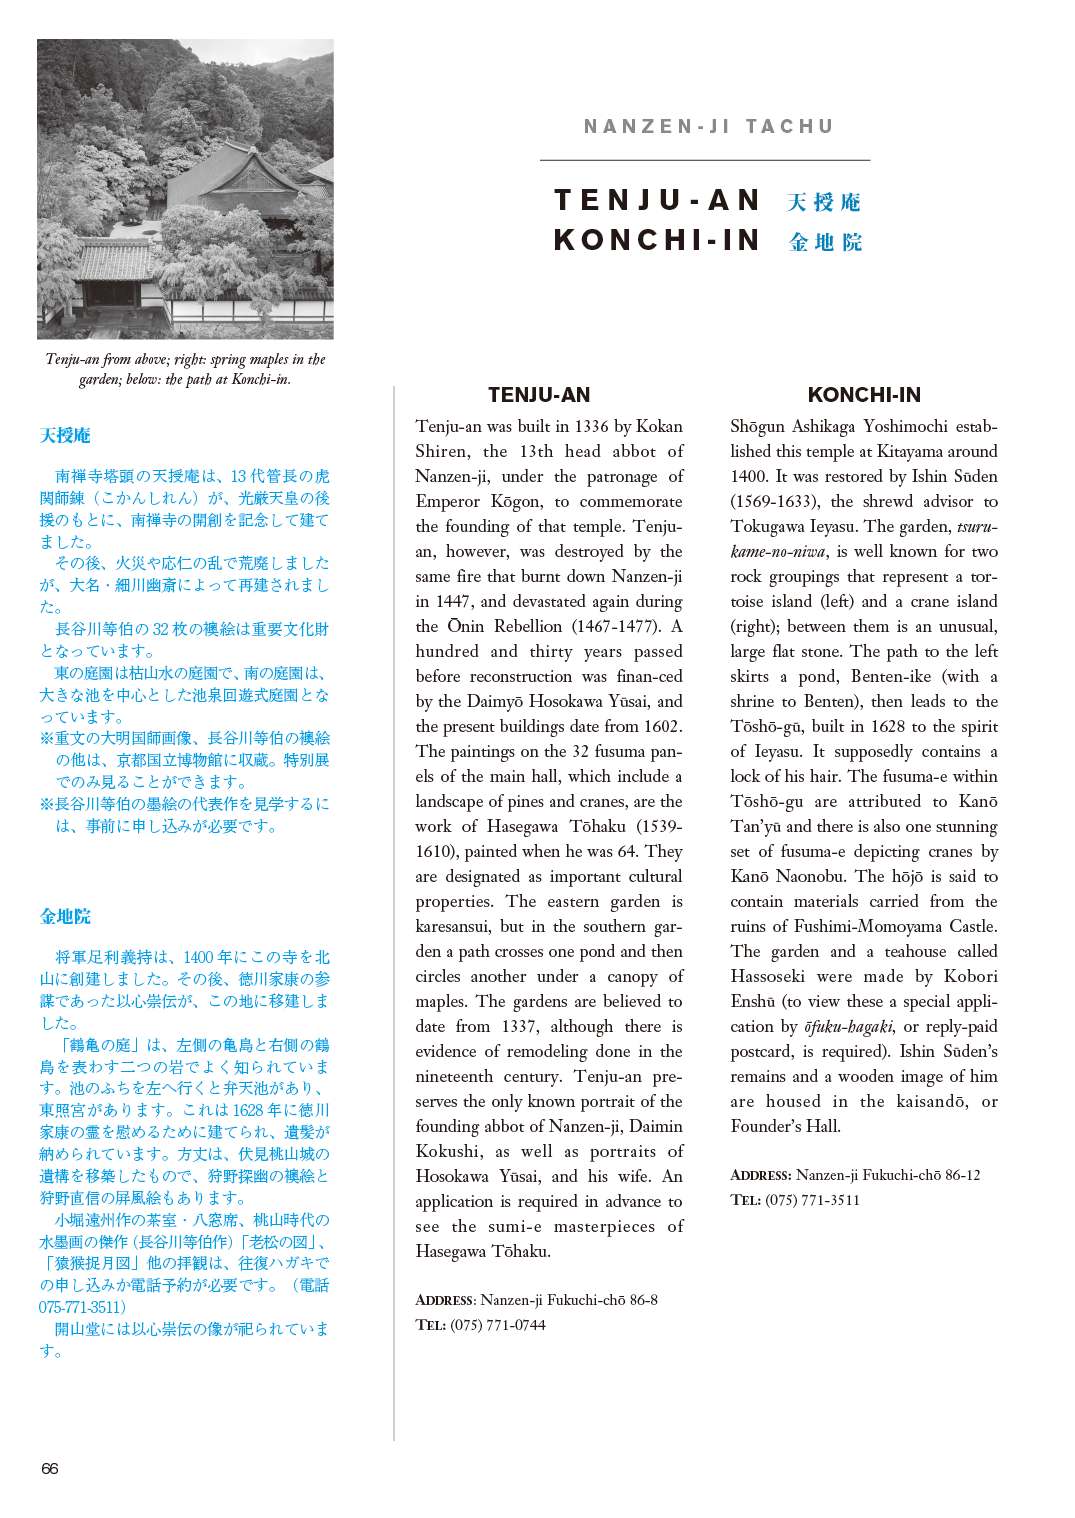 NANZEN-JI TACHU
TENJU-AN 天授庵
KONCHI-IN 金地院
Tenju-an from above; right: spring maples in the
garden; below: the path at Konchi-in.
天授庵
南禅寺塔頭の天授庵は、13 代管長の虎
関師錬（こかんしれん）が、光厳天皇の後
援のもとに、南禅寺の開創を記念して建て
ました。
その後、火災や応仁の乱で荒廃しました
が、大名・細川幽斎によって再建されまし
た。
長谷川等伯の 32 枚の襖絵は重要文化財
となっています。
東の庭園は枯山水の庭園で、南の庭園は、
大きな池を中心とした池泉回遊式庭園とな
っています。
※重文の大明国師画像、長谷川等伯の襖絵
の他は、京都国立博物館に収蔵。特別展
でのみ見ることができます。
※長谷川等伯の墨絵の代表作を見学するに
は、事前に申し込みが必要です。
金地院
将軍足利義持は、1400 年にこの寺を北
山に創建しました。その後、徳川家康の参
謀であった以心崇伝が、この地に移建しま
した。
「鶴亀の庭」は、左側の亀島と右側の鶴
島を表わす二つの岩でよく知られていま
す。池のふちを左へ行くと弁天池があり、
東照宮があります。これは 1628 年に徳川
家康の霊を慰めるために建てられ、遺髪が
納められています。方丈は、伏見桃山城の
遺構を移築したもので、狩野探幽の襖絵と
狩野直信の屏風絵もあります。
小堀遠州作の茶室・八窓席、桃山時代の
水墨画の傑作（長谷川等伯作）「老松の図」、
「猿猴捉月図」他の拝観は、往復ハガキで
の申し込みか電話予約が必要です。（電話
075-771-3511）
開山堂には以心崇伝の像が祀られていま
す。
TENJU-AN
Tenju-an was built in 1336 by Kokan
Shiren, the 13th head abbot of
Nanzen-ji, under the patronage of
Emperor Kōgon, to commemorate
the founding of that temple. Tenju-
an, however, was destroyed by the
same fire that burnt down Nanzen-ji
in 1447, and devastated again during
the Ōnin Rebellion (1467-1477). A
hundred and thirty years passed
before reconstruction was finan-ced
by the Daimyō Hosokawa Yūsai, and
the present buildings date from 1602.
The paintings on the 32 fusuma pan-
els of the main hall, which include a
landscape of pines and cranes, are the
work of Hasegawa Tōhaku (1539-
1610), painted when he was 64. They
are designated as important cultural
properties. The eastern garden is
karesansui, but in the southern gar-
den a path crosses one pond and then
circles another under a canopy of
maples. The gardens are believed to
date from 1337, although there is
evidence of remodeling done in the
nineteenth century. Tenju-an pre-
serves the only known portrait of the
founding abbot of Nanzen-ji, Daimin
Kokushi, as well as portraits of
Hosokawa Yūsai, and his wife. An
application is required in advance to
see the sumi-e masterpieces of
Hasegawa Tōhaku.
ADDRESS: Nanzen-ji Fukuchi-chō 86-8
TEL: (075) 771-0744
KONCHI-IN
Shōgun Ashikaga Yoshimochi estab-
lished this temple at Kitayama around
1400. It was restored by Ishin Sūden
(1569-1633), the shrewd advisor to
Tokugawa Ieyasu. The garden, tsuru-
kame-no-niwa, is well known for two
rock groupings that represent a tor-
toise island (left) and a crane island
(right); between them is an unusual,
large flat stone. The path to the left
skirts a pond, Benten-ike (with a
shrine to Benten), then leads to the
Tōshō-gū, built in 1628 to the spirit
of Ieyasu. It supposedly contains a
lock of his hair. The fusuma-e within
Tōshō-gu are attributed to Kanō
Tan’yū and there is also one stunning
set of fusuma-e depicting cranes by
Kanō Naonobu. The hōjō is said to
contain materials carried from the
ruins of Fushimi-Momoyama Castle.
The garden and a teahouse called
Hassoseki were made by Kobori
Enshū (to view these a special appli-
cation by ōfuku-hagaki, or reply-paid
postcard, is required). Ishin Sūden’s
remains and a wooden image of him
are housed in the kaisandō, or
Founder’s Hall.
ADDRESS: Nanzen-ji Fukuchi-chō 86-12
TEL: (075) 771-3511
66